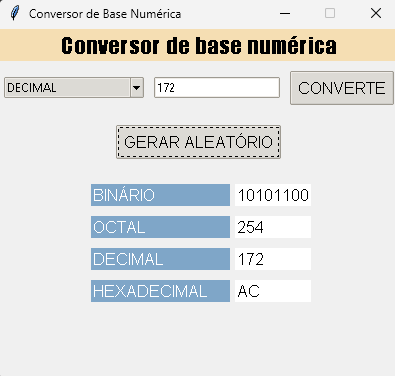 Conversor de Base Numérica
Conversor de base numérica
DECIMAL 172 CONVERTE
GERAR ALEATÓRIO
BINÁRIO 10101100
OCTAL 254
DECIMAL 172
HEXADECIMAL AC